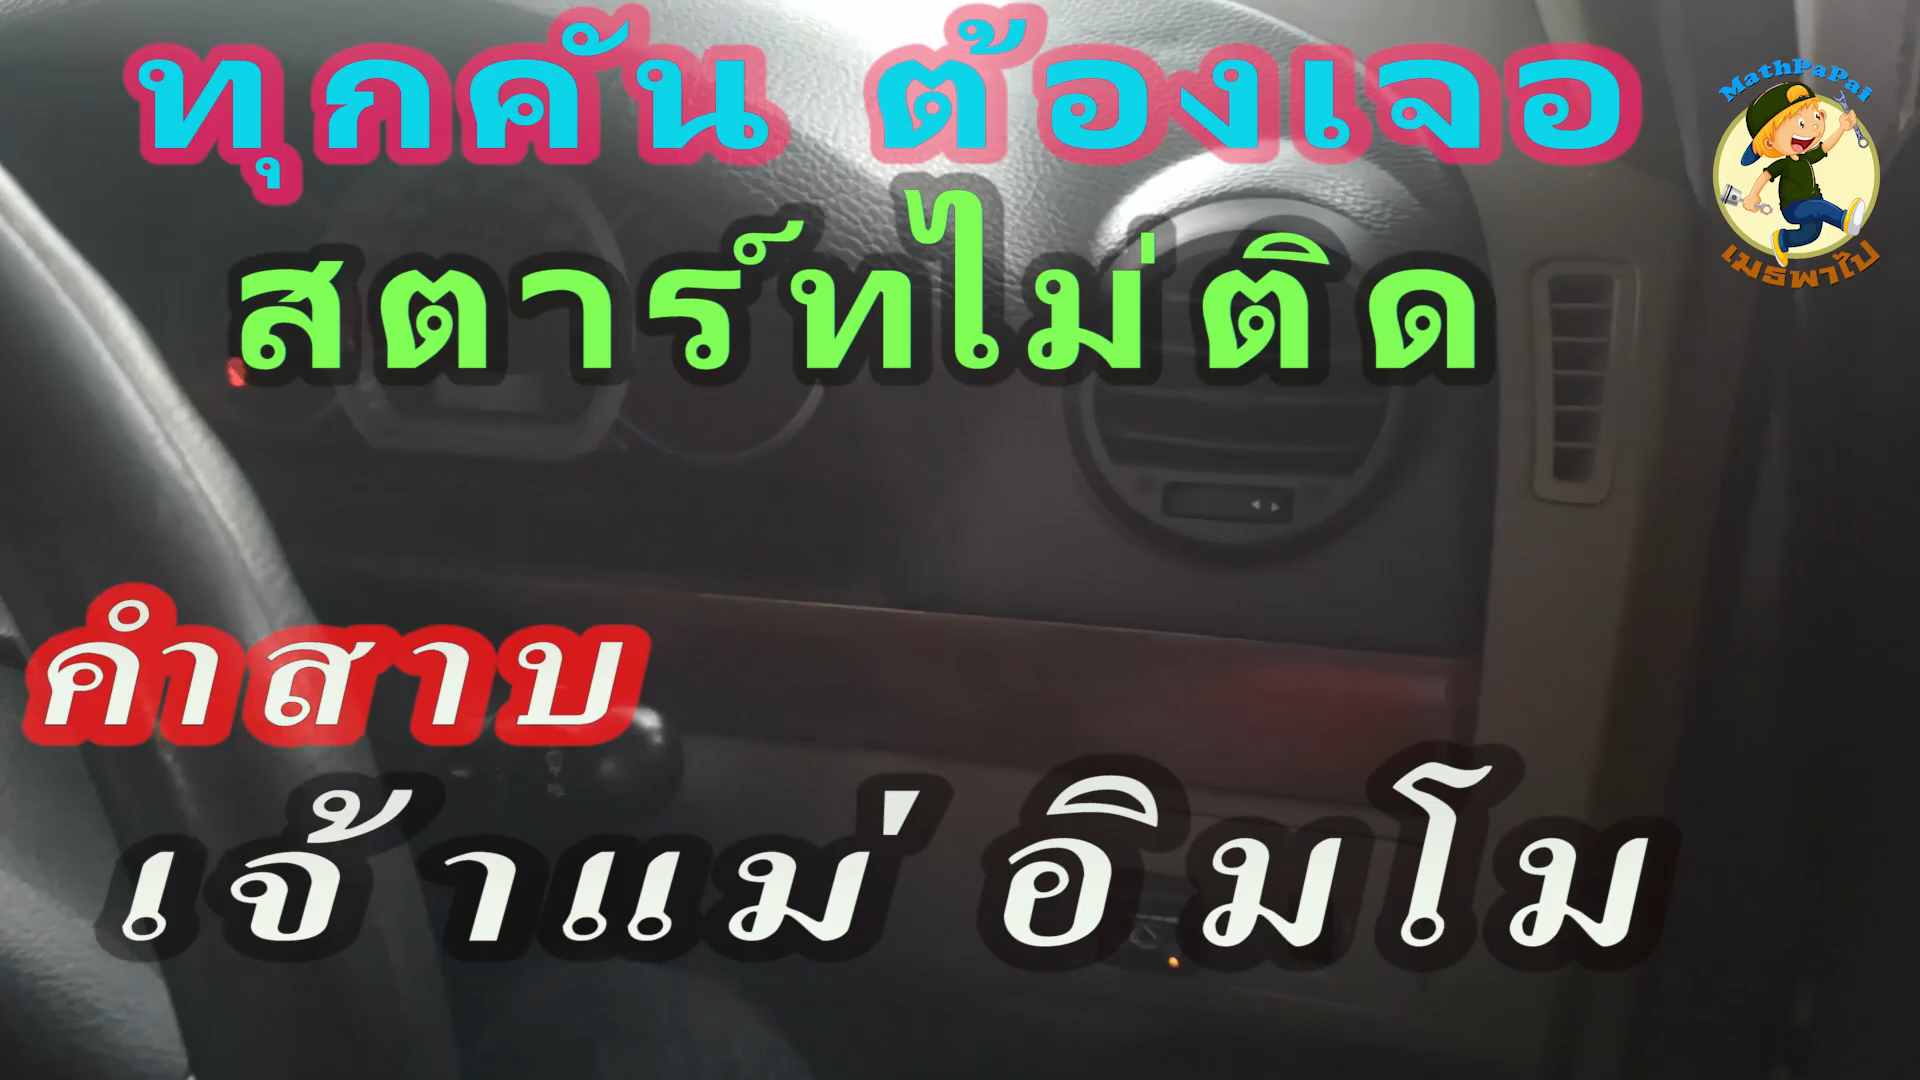 ทุกคัน ต้องเจอ
MathPaPai
สตาร์ทไม่ติด
เมธพาไป
คำสาบ
เจ้าแม่ อิมโม